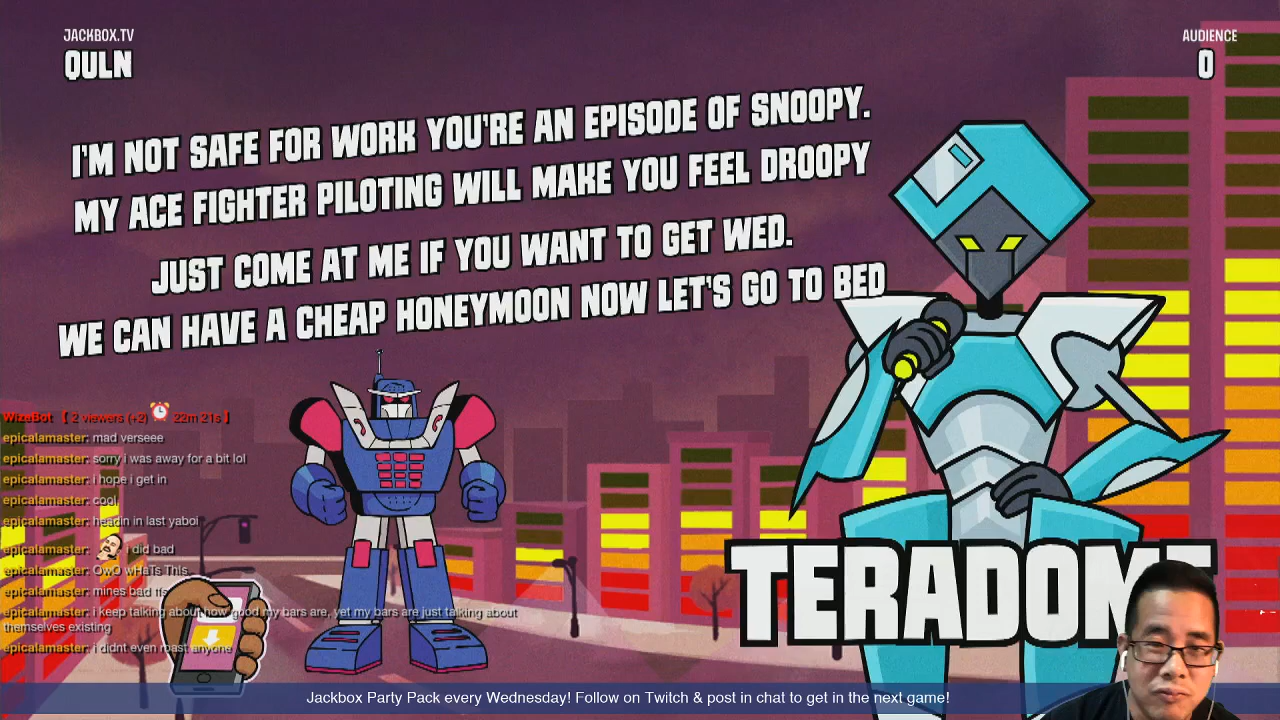 JACKBOX.TV
QULN
AUDIENCE
0
I'M NOT SAFE FOR WORK YOU'RE AN EPISODE OF SNOOPY.
MY ACE FIGHTER PILOTING WILL MAKE YOU FEEL DROOPY
JUST COME AT ME IF YOU WANT TO GET WED.
WE CAN HAVE A CHEAP HONEYMOON NOW LET'S GO TO BED
WizeBot 【 2 viewers (+2) 22m 21s 】
epicalamaster: mad verseee
epicalamaster: sorry i was away for a bit lol
epicalamaster: i hope i get in
epicalamaster: cool
epicalamaster: headin in last yaboi
epicalamaster: i did bad
epicalamaster: OwO wHaTs This
epicalamaster: mines bad
epicalamaster: i keep talking about how good my bars are, yet my bars are just talking about
themselves existing
epicalamaster: i didnt even roast anyone
TERADOME
Jackbox Party Pack every Wednesday! Follow on Twitch & post in chat to get in the next game!